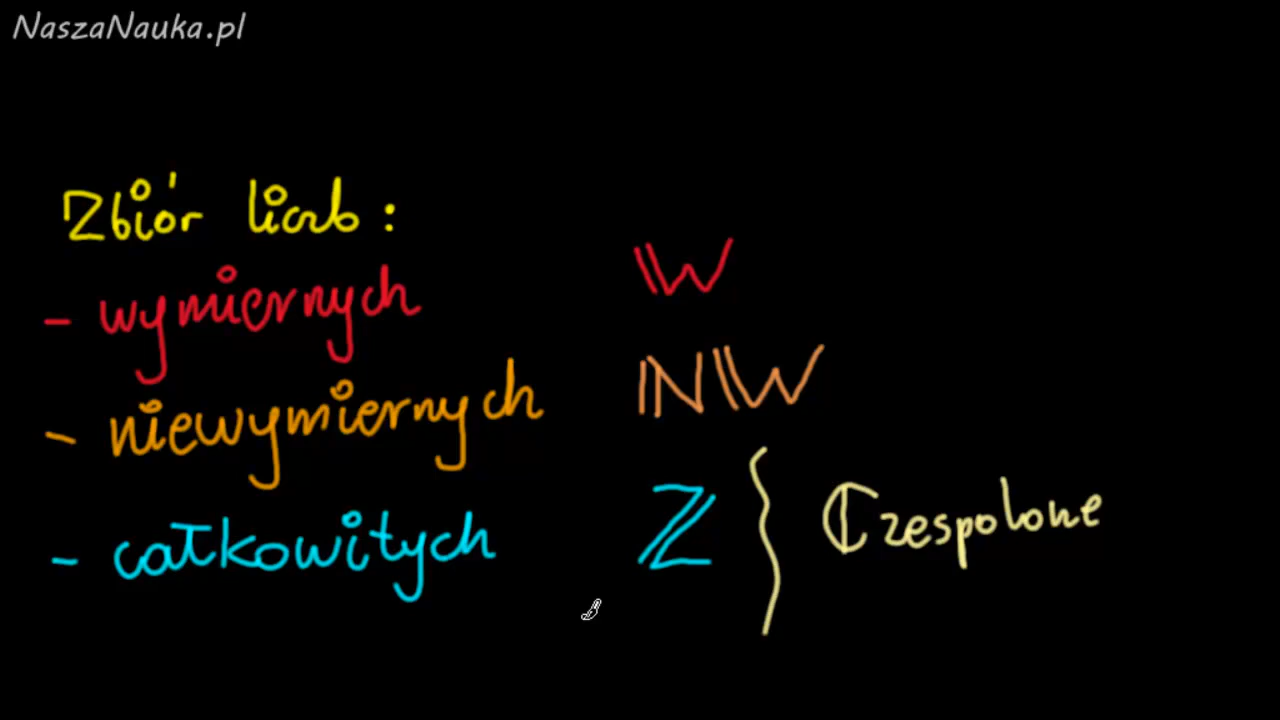 NaszaNauka.pl
Zbiór liczb:
- wymiernych W
- niewymiernych NW
- całkowitych Z } Czespolone